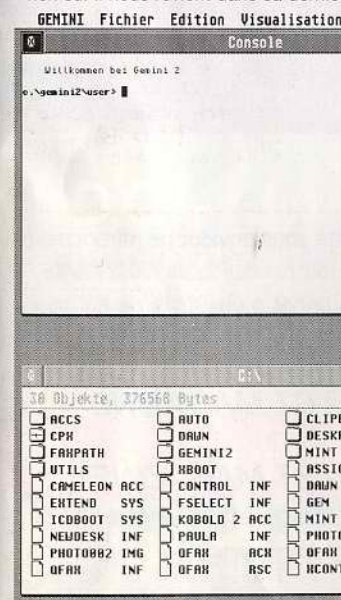 GEMINI Fichier Edition Visualisation
Console
Willkommen bei Gemini 2
c:\gemini2\user>
C:\
38 Objekte, 376568 Bytes
ACCS AUTO
CPX DAWN
FAXPATH GEMINI2 MINT
UTILS XBOOT
CAMELEON ACC CONTROL INF DAWN
EXTEND SYS FSELECT INF GEM
ICDBOOT SYS KOBOLD 2 ACC MINT
NEWDESK INF PAULA INF
PHOTO002 IMG QFAX ACX QFAX
QFAX INF QFAX RSC